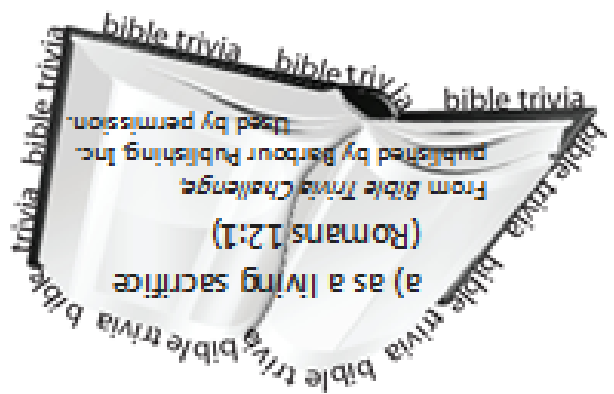 a) as a living sacrifice
(Romans 12:1)
From Bible Trivia Challenge,
published by Barbour Publishing, Inc.
Used by permission.
bible trivia bible trivia bible trivia bible trivia bible trivia bible trivia bible trivia bible trivia bible trivia